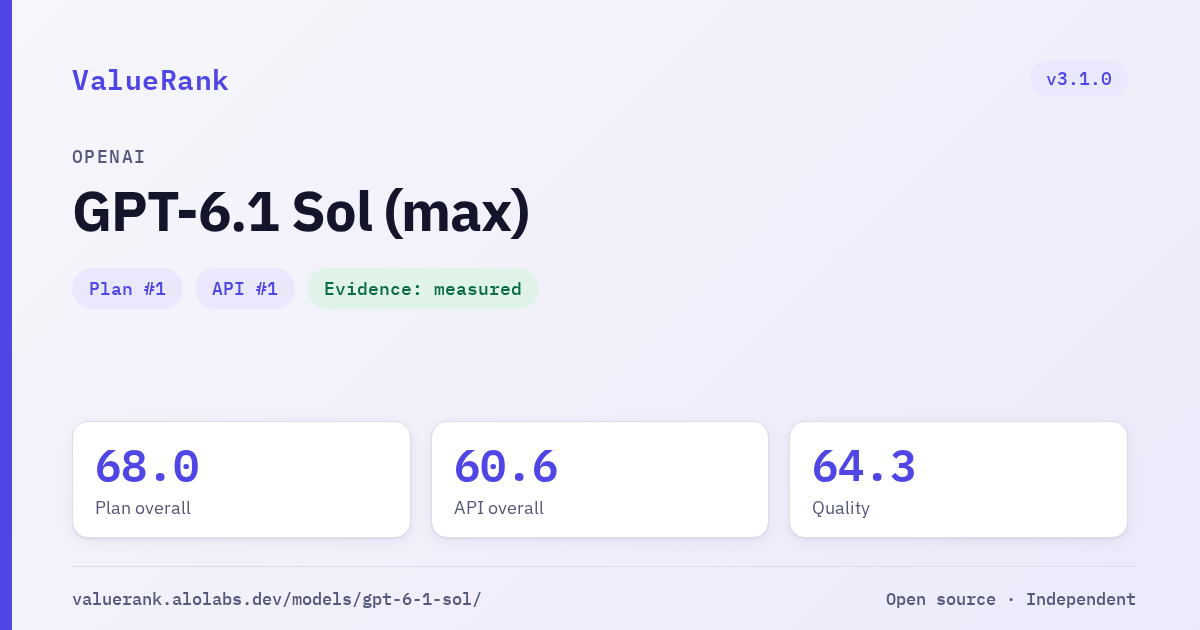 ValueRank
v3.1.0
OPENAI
GPT-6.1 Sol (max)
Plan #1
API #1
Evidence: measured
68.0
Plan overall
60.6
API overall
64.3
Quality
valuerank.alolabs.dev/models/gpt-6-1-sol/
Open source · Independent